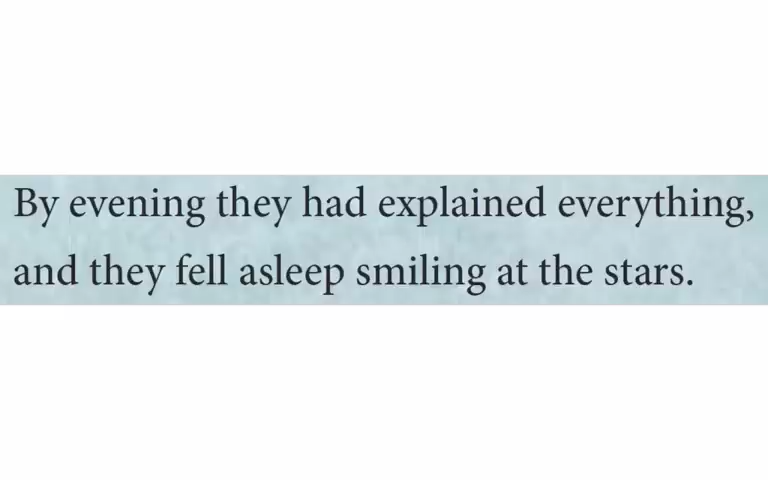 By evening they had explained everything,
and they fell asleep smiling at the stars.